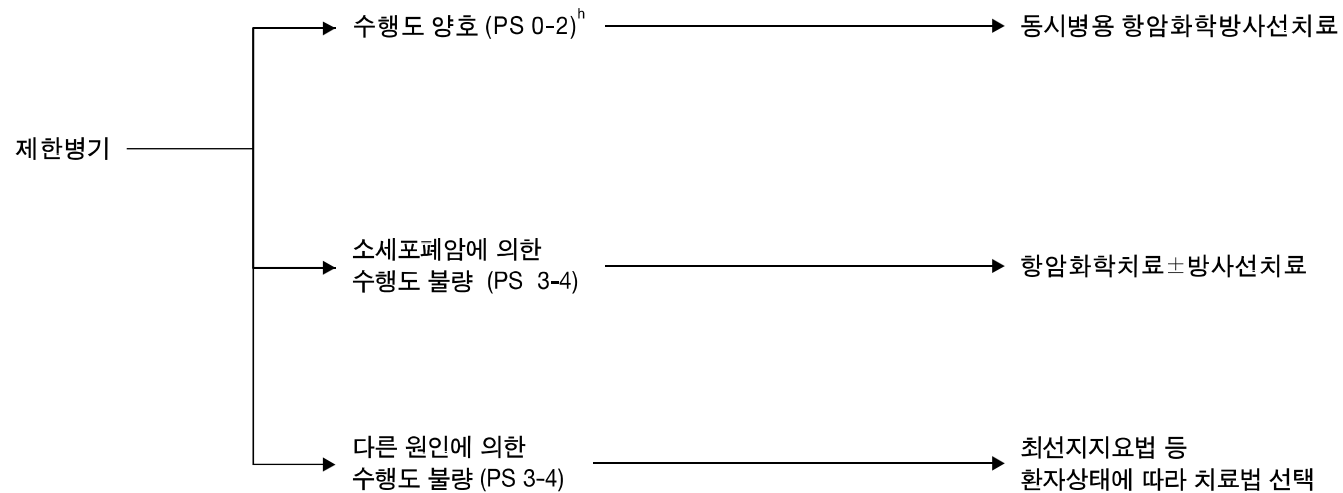 수행도 양호 (PS 0-2)ʰ
동시병용 항암화학방사선치료
제한병기
소세포폐암에 의한
수행도 불량 (PS 3-4)
항암화학치료±방사선치료
다른 원인에 의한
수행도 불량 (PS 3-4)
최선지지요법 등
환자상태에 따라 치료법 선택